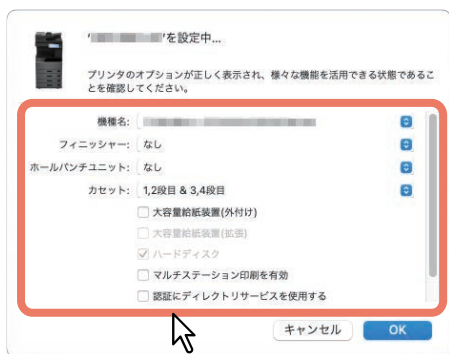 'を設定中...
プリンタのオプションが正しく表示され、様々な機能を活用できる状態であるこ
とを確認してください。
機種名:
フィニッシャー: なし
ホールパンチユニット: なし
カセット: 1,2段目 & 3,4段目
大容量給紙装置(外付け)
大容量給紙装置(拡張)
ハードディスク
マルチステーション印刷を有効
認証にディレクトリサービスを使用する
キャンセル OK